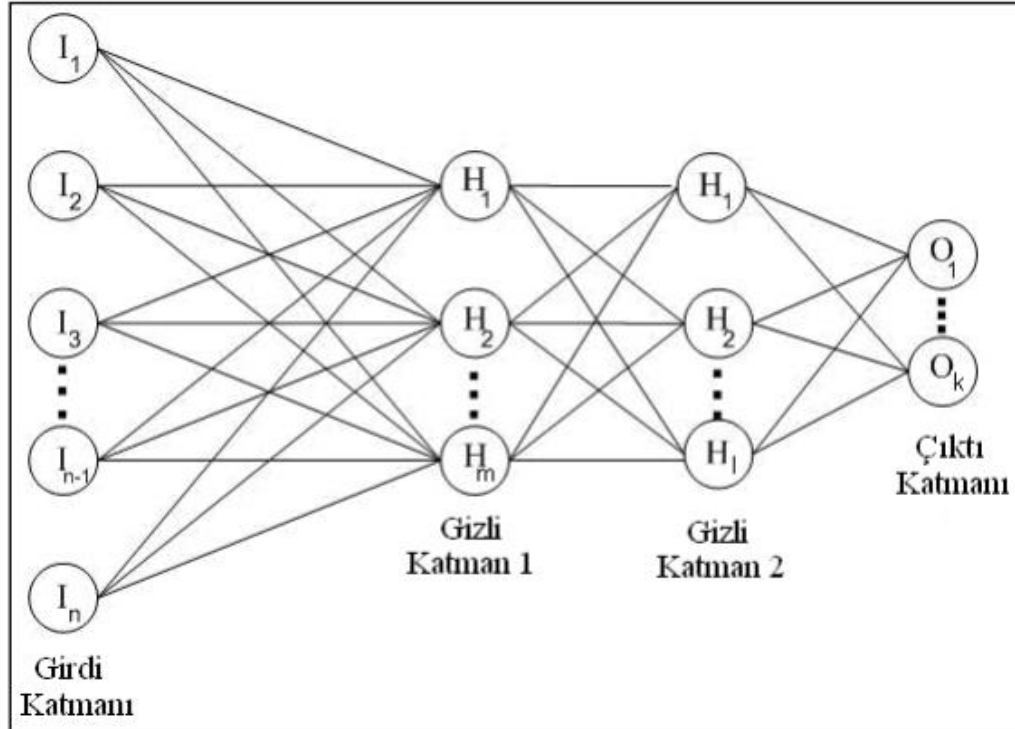 I1
I2
I3
In-1
In
Girdi
Katmanı
H1
H2
Hm
Gizli
Katman 1
H1
H2
Hl
Gizli
Katman 2
O1
Ok
Çıktı
Katmanı